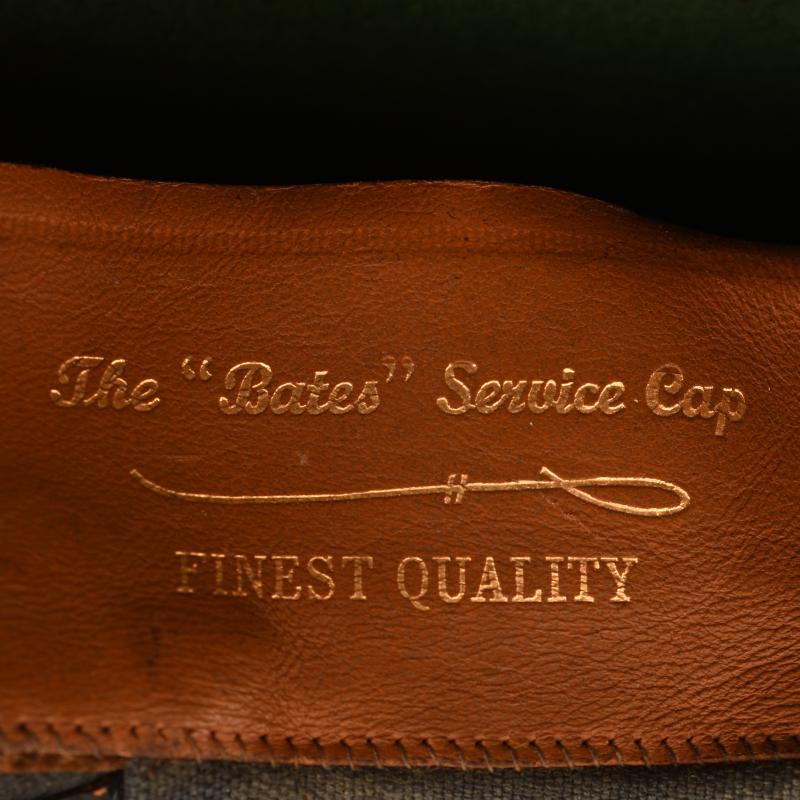 The “Bates” Service Cap
FINEST QUALITY